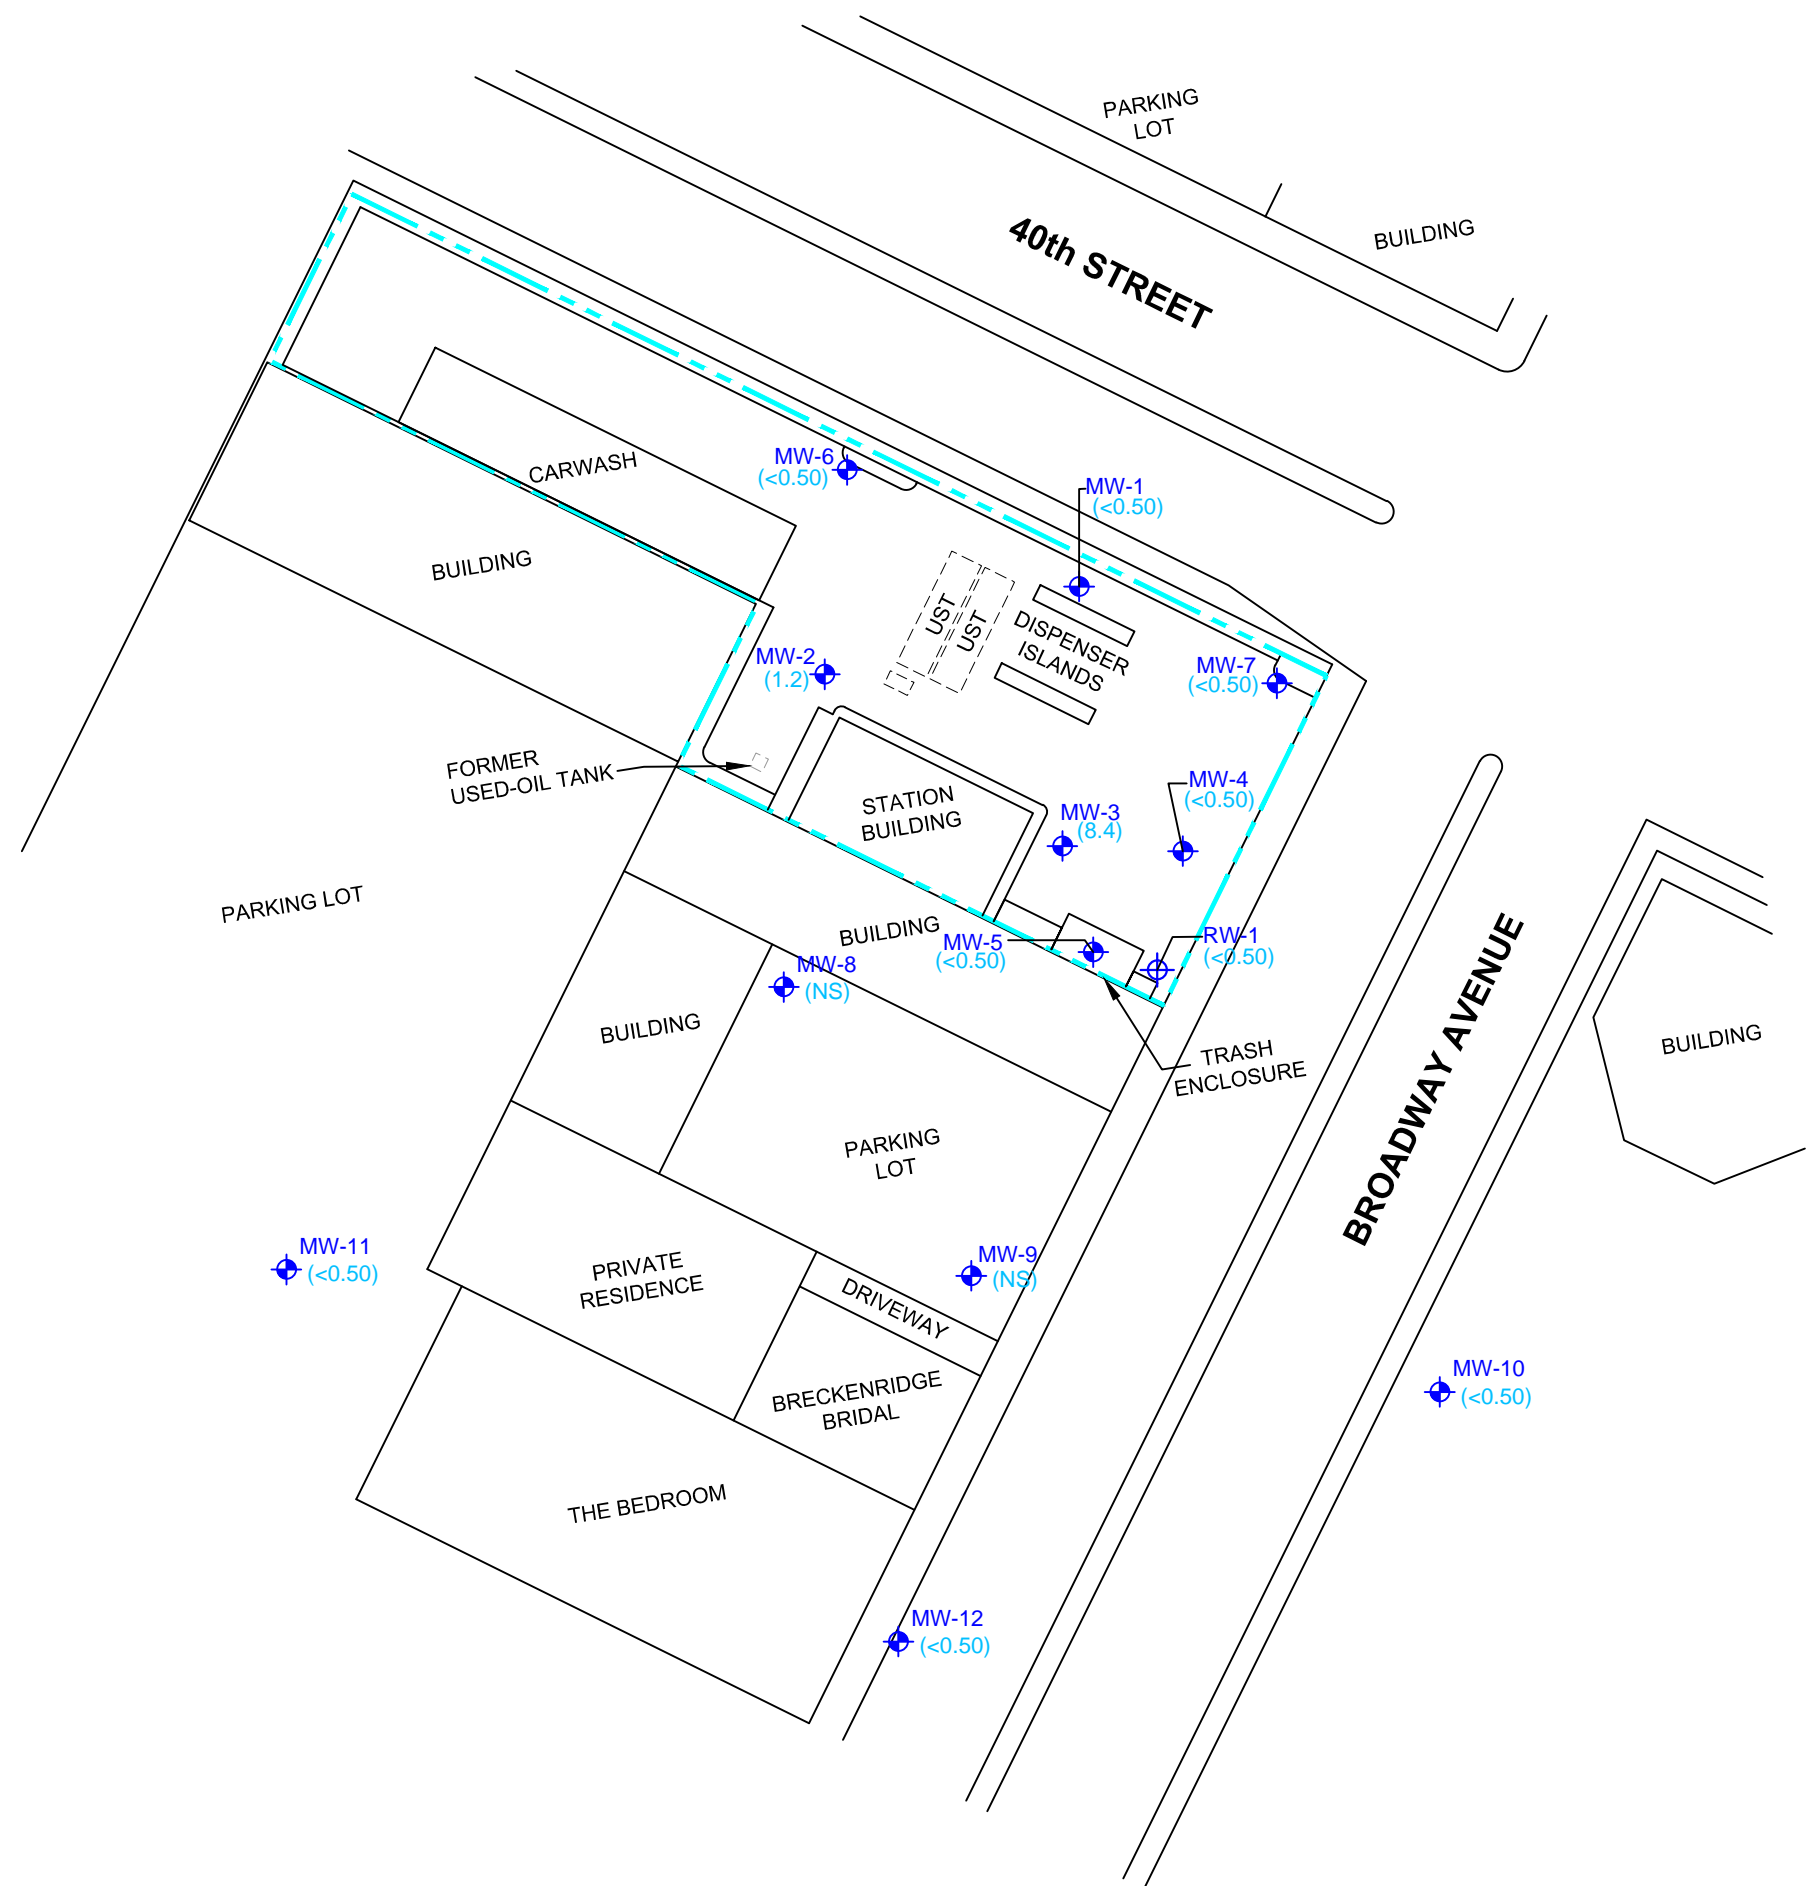 PARKING
LOT
BUILDING
40th STREET
MW-6
(<0.50)
CARWASH
MW-1
(<0.50)
BUILDING
UST
UST
DISPENSER
ISLANDS
MW-2
(1.2)
MW-7
(<0.50)
FORMER
USED-OIL TANK
STATION
BUILDING
MW-3
(8.4)
MW-4
(<0.50)
PARKING LOT
BUILDING
MW-5
(<0.50)
RW-1
(<0.50)
MW-8
(NS)
BUILDING
TRASH
ENCLOSURE
BROADWAY AVENUE
BUILDING
PARKING
LOT
MW-11
(<0.50)
PRIVATE
RESIDENCE
MW-9
(NS)
DRIVEWAY
BRECKENRIDGE
BRIDAL
MW-10
(<0.50)
THE BEDROOM
MW-12
(<0.50)